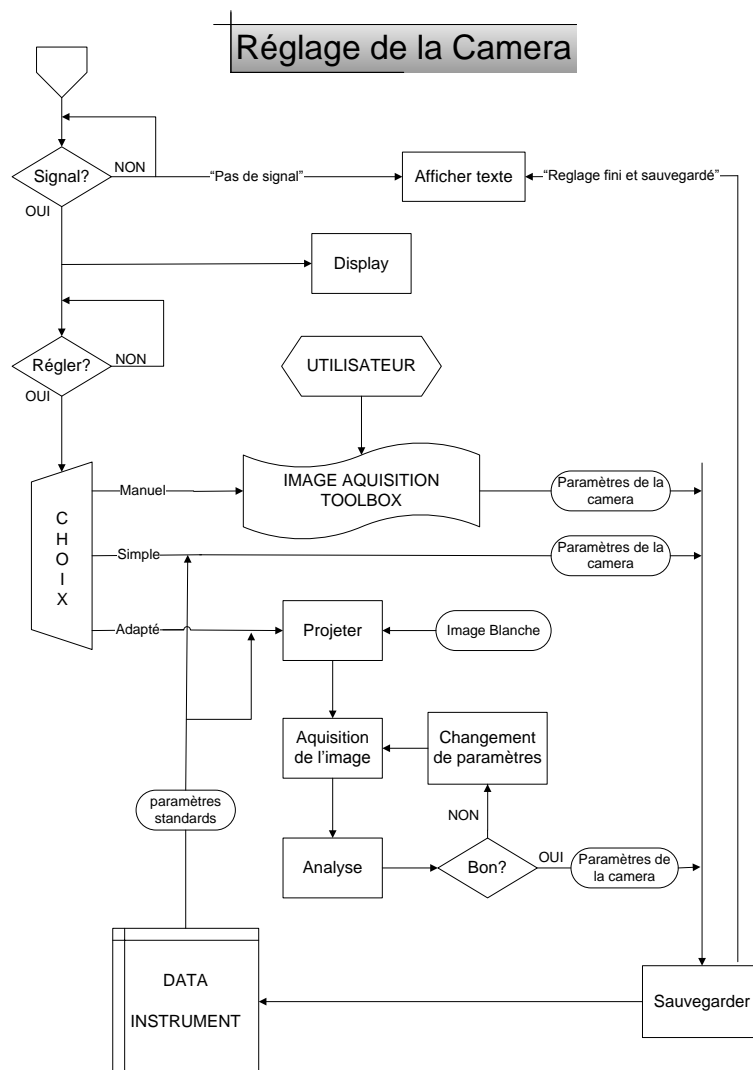 Réglage de la Camera
Signal?
NON
"Pas de signal"
Afficher texte
"Reglage fini et sauvegardé"
OUI
Display
Régler?
NON
OUI
UTILISATEUR
CHOIX
Manuel
IMAGE AQUISITION
TOOLBOX
Paramètres de la
camera
Simple
Paramètres de la
camera
Adapté
Projeter
Image Blanche
Aquisition
de l'image
Changement
de paramètres
paramètres
standards
NON
Analyse
Bon?
OUI
Paramètres de
la camera
DATA
INSTRUMENT
Sauvegarder